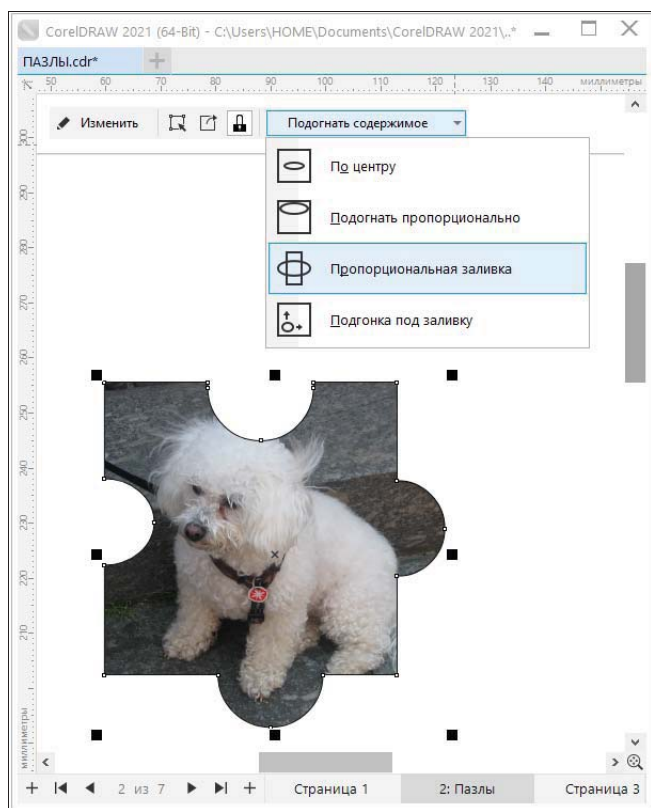 CorelDRAW 2021 (64-Bit) - C:\Users\HOME\Documents\CorelDRAW 2021\..*
ПАЗЛЫ.cdr*
50 60 70 80 90 100 110 120 130 140 миллиметры
Изменить Подогнать содержимое
По центру
Подогнать пропорционально
Пропорциональная заливка
Подгонка под заливку
300
290
280
270
260
250
240
230
220
210
миллиметры
2 из 7 Страница 1 2: Пазлы Страница 3